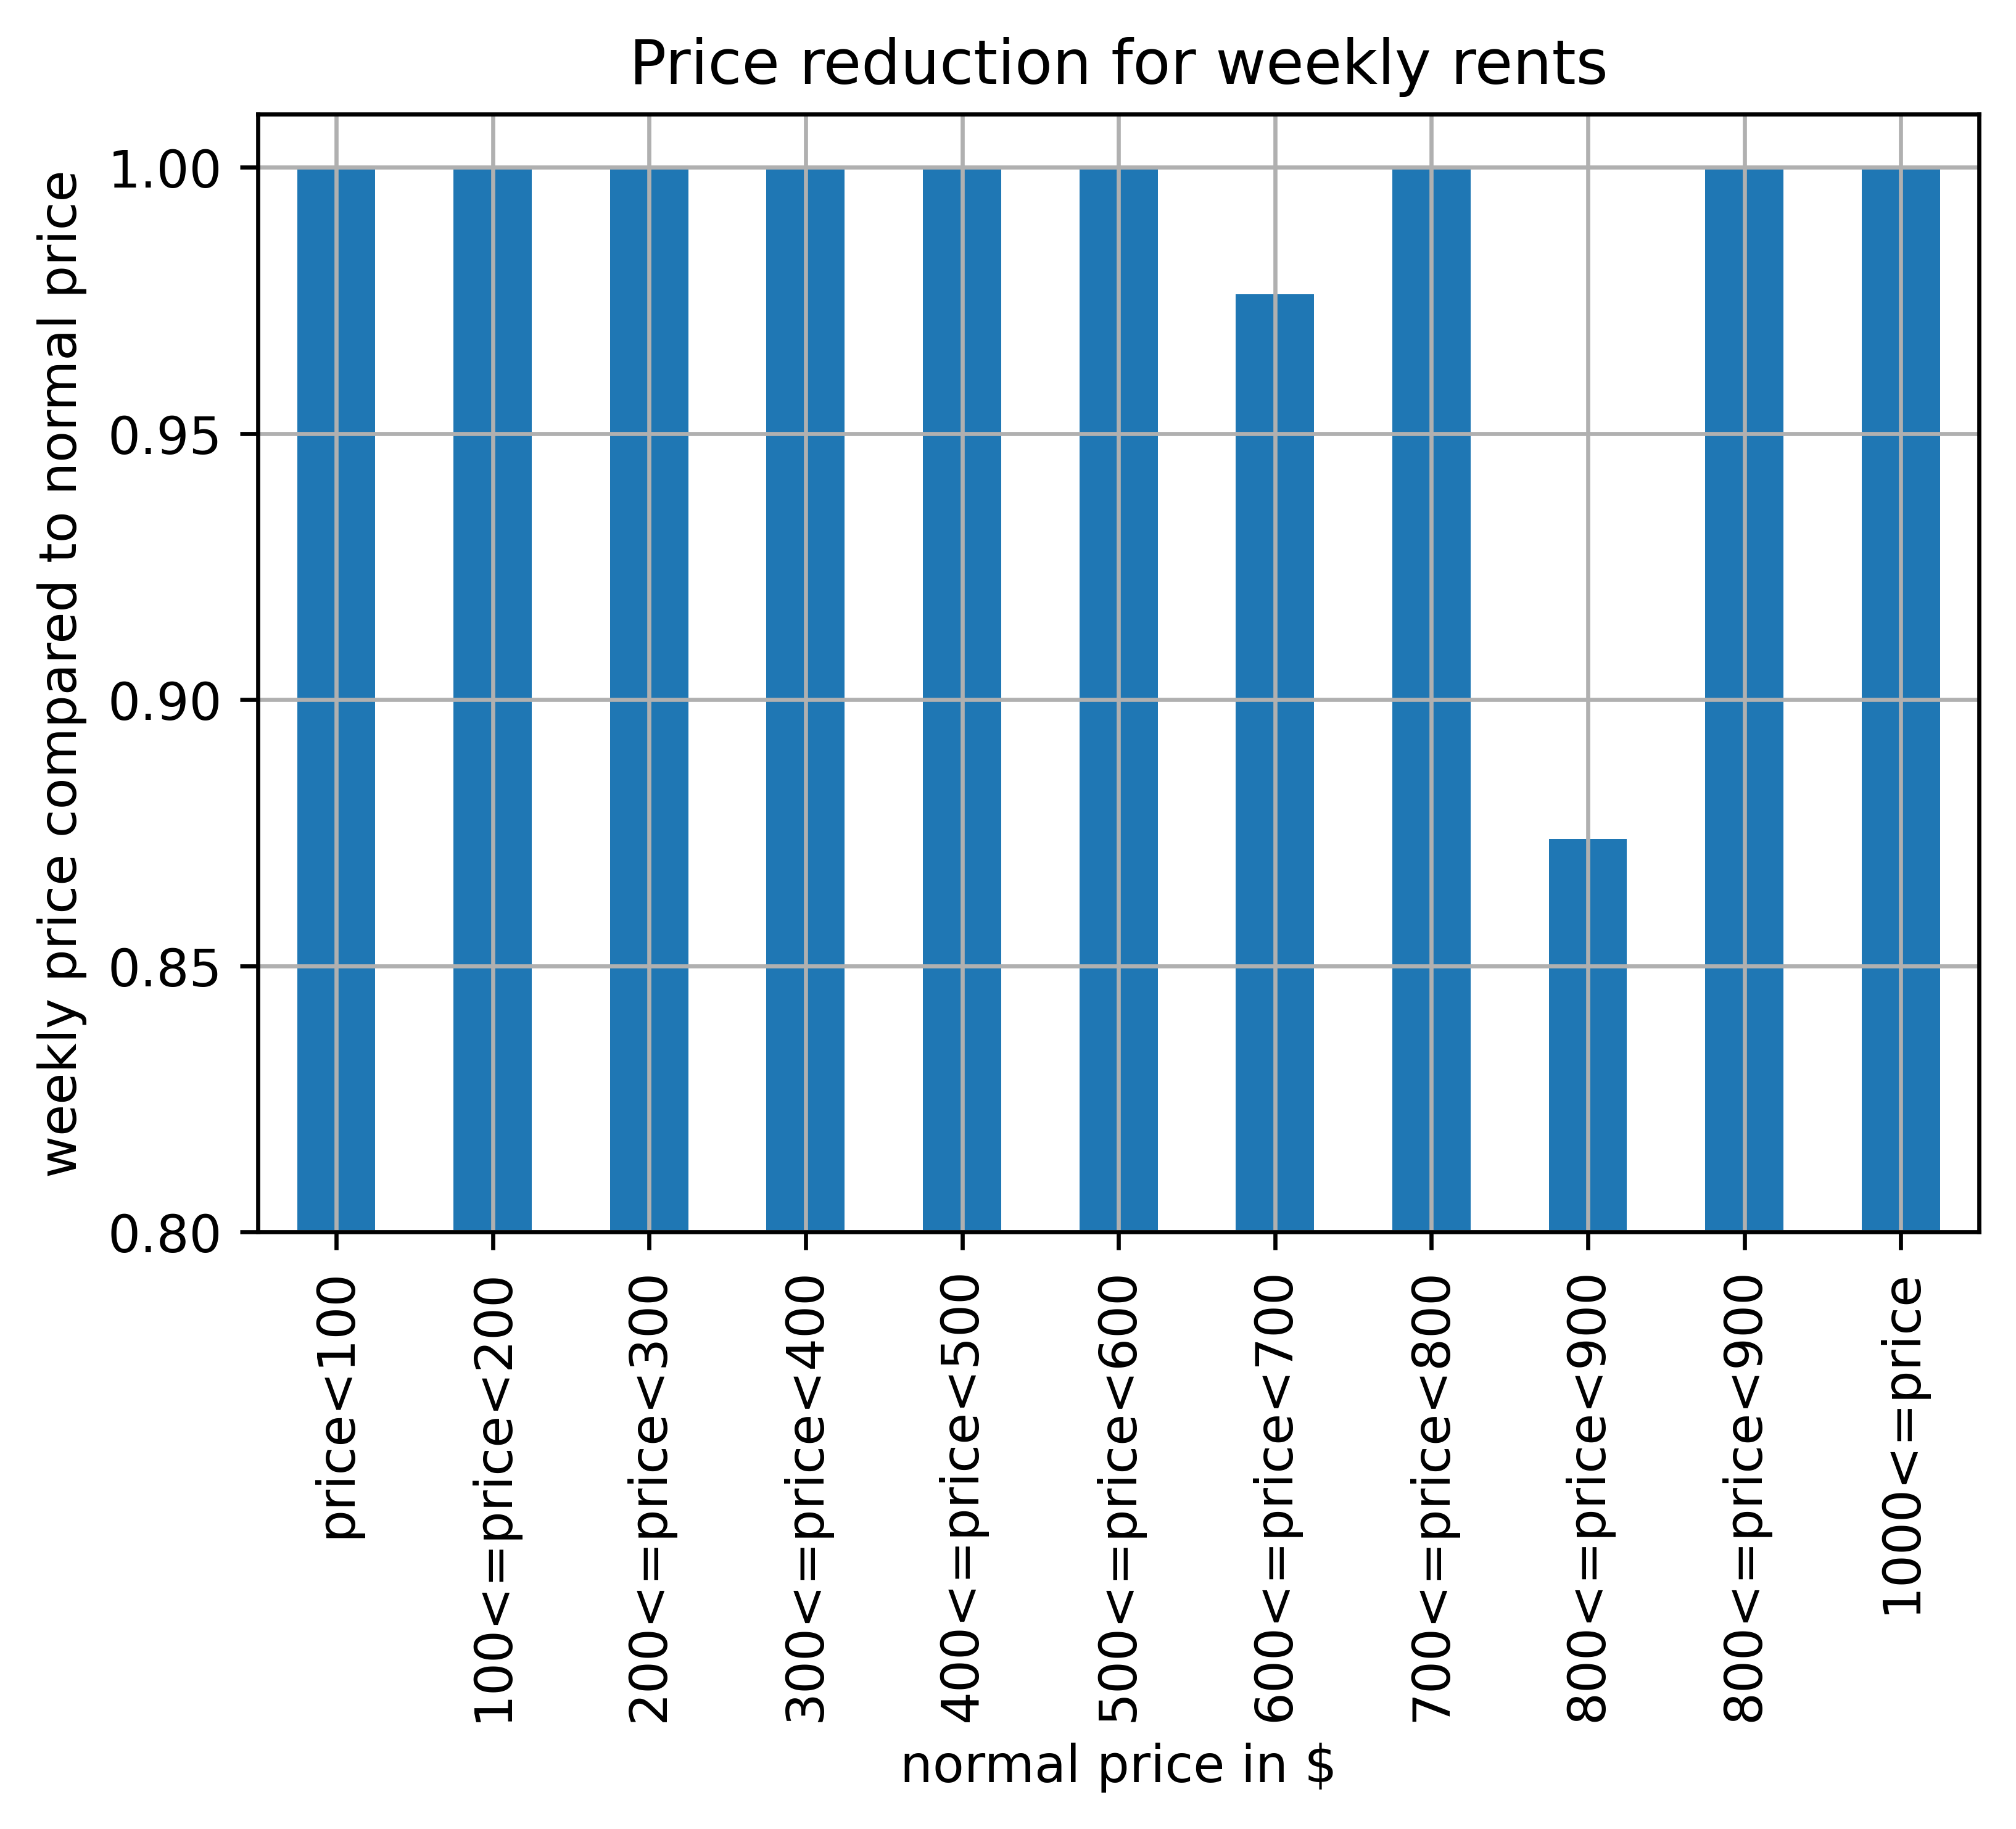 Price reduction for weekly rents
weekly price compared to normal price
1.00
0.95
0.90
0.85
0.80
price<100
100<=price<200
200<=price<300
300<=price<400
400<=price<500
500<=price<600
600<=price<700
700<=price<800
800<=price<900
800<=price<900
1000<=price
normal price in $